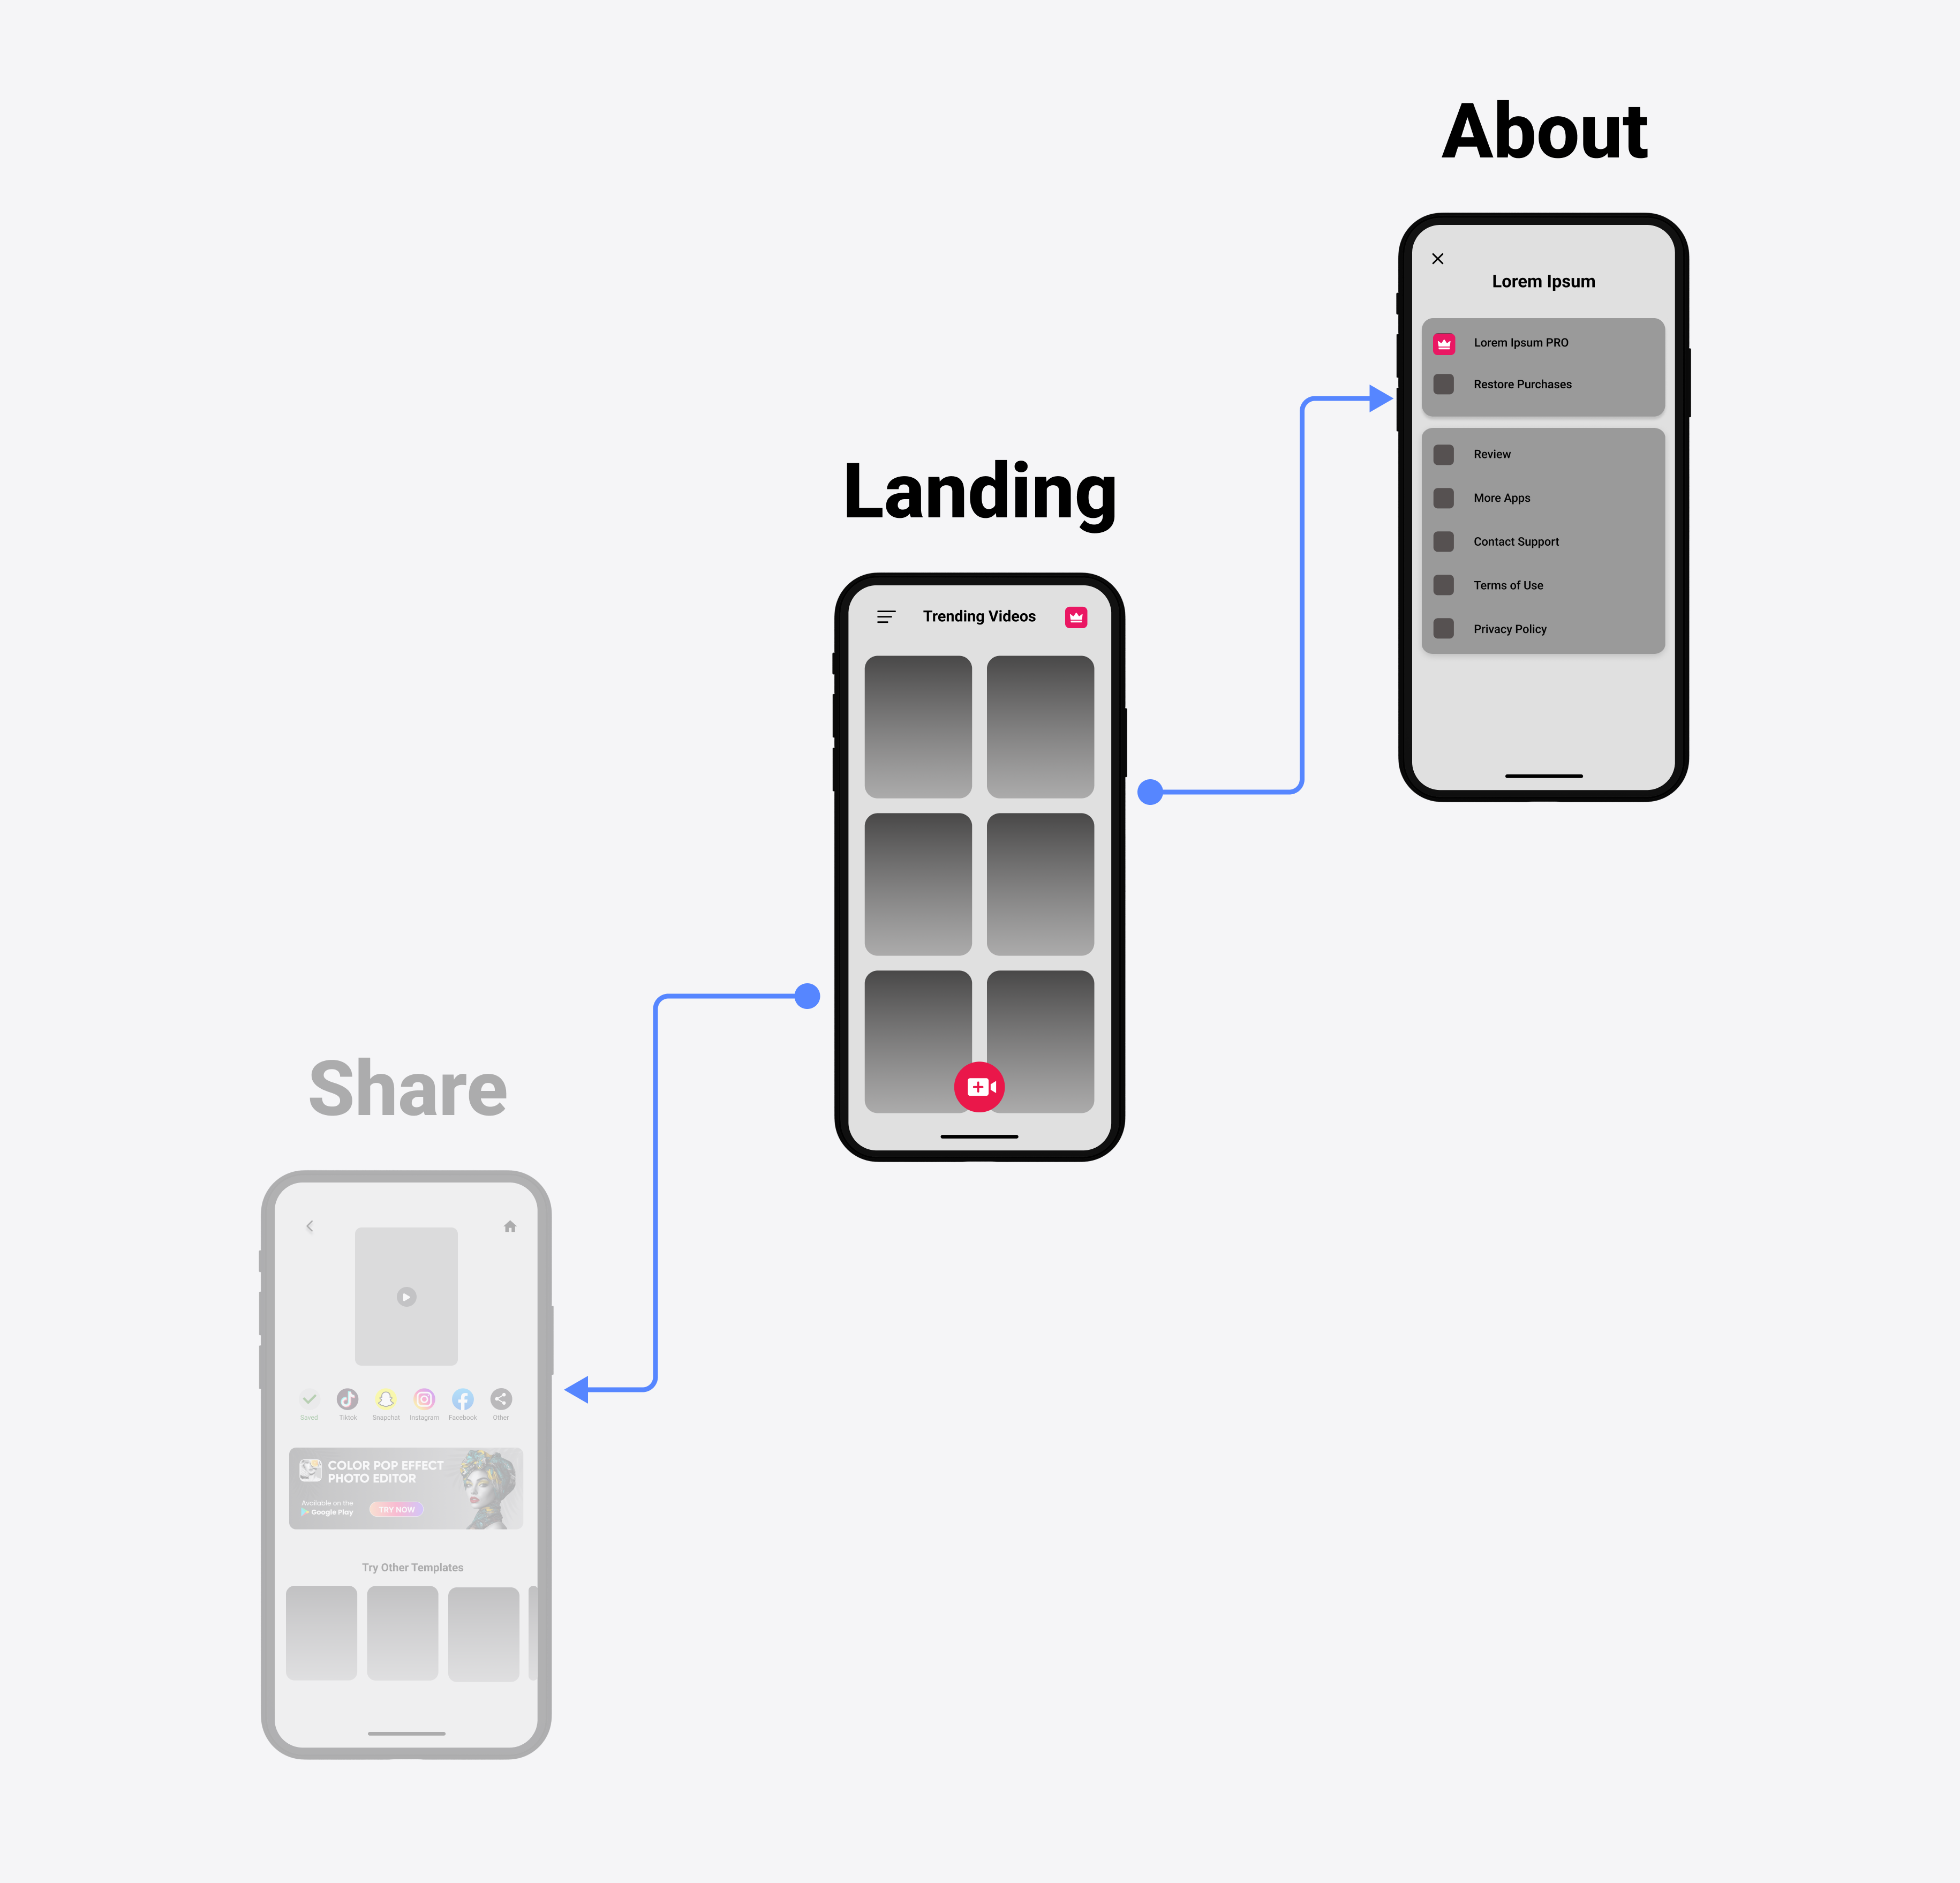 About
Lorem Ipsum
Lorem Ipsum PRO
Restore Purchases
Review
More Apps
Contact Support
Terms of Use
Privacy Policy
Landing
Trending Videos
Share
Saved
Tiktok
Snapchat
Instagram
Facebook
Other
COLOR POP EFFECT
PHOTO EDITOR
Available on the
Google Play
TRY NOW
Try Other Templates